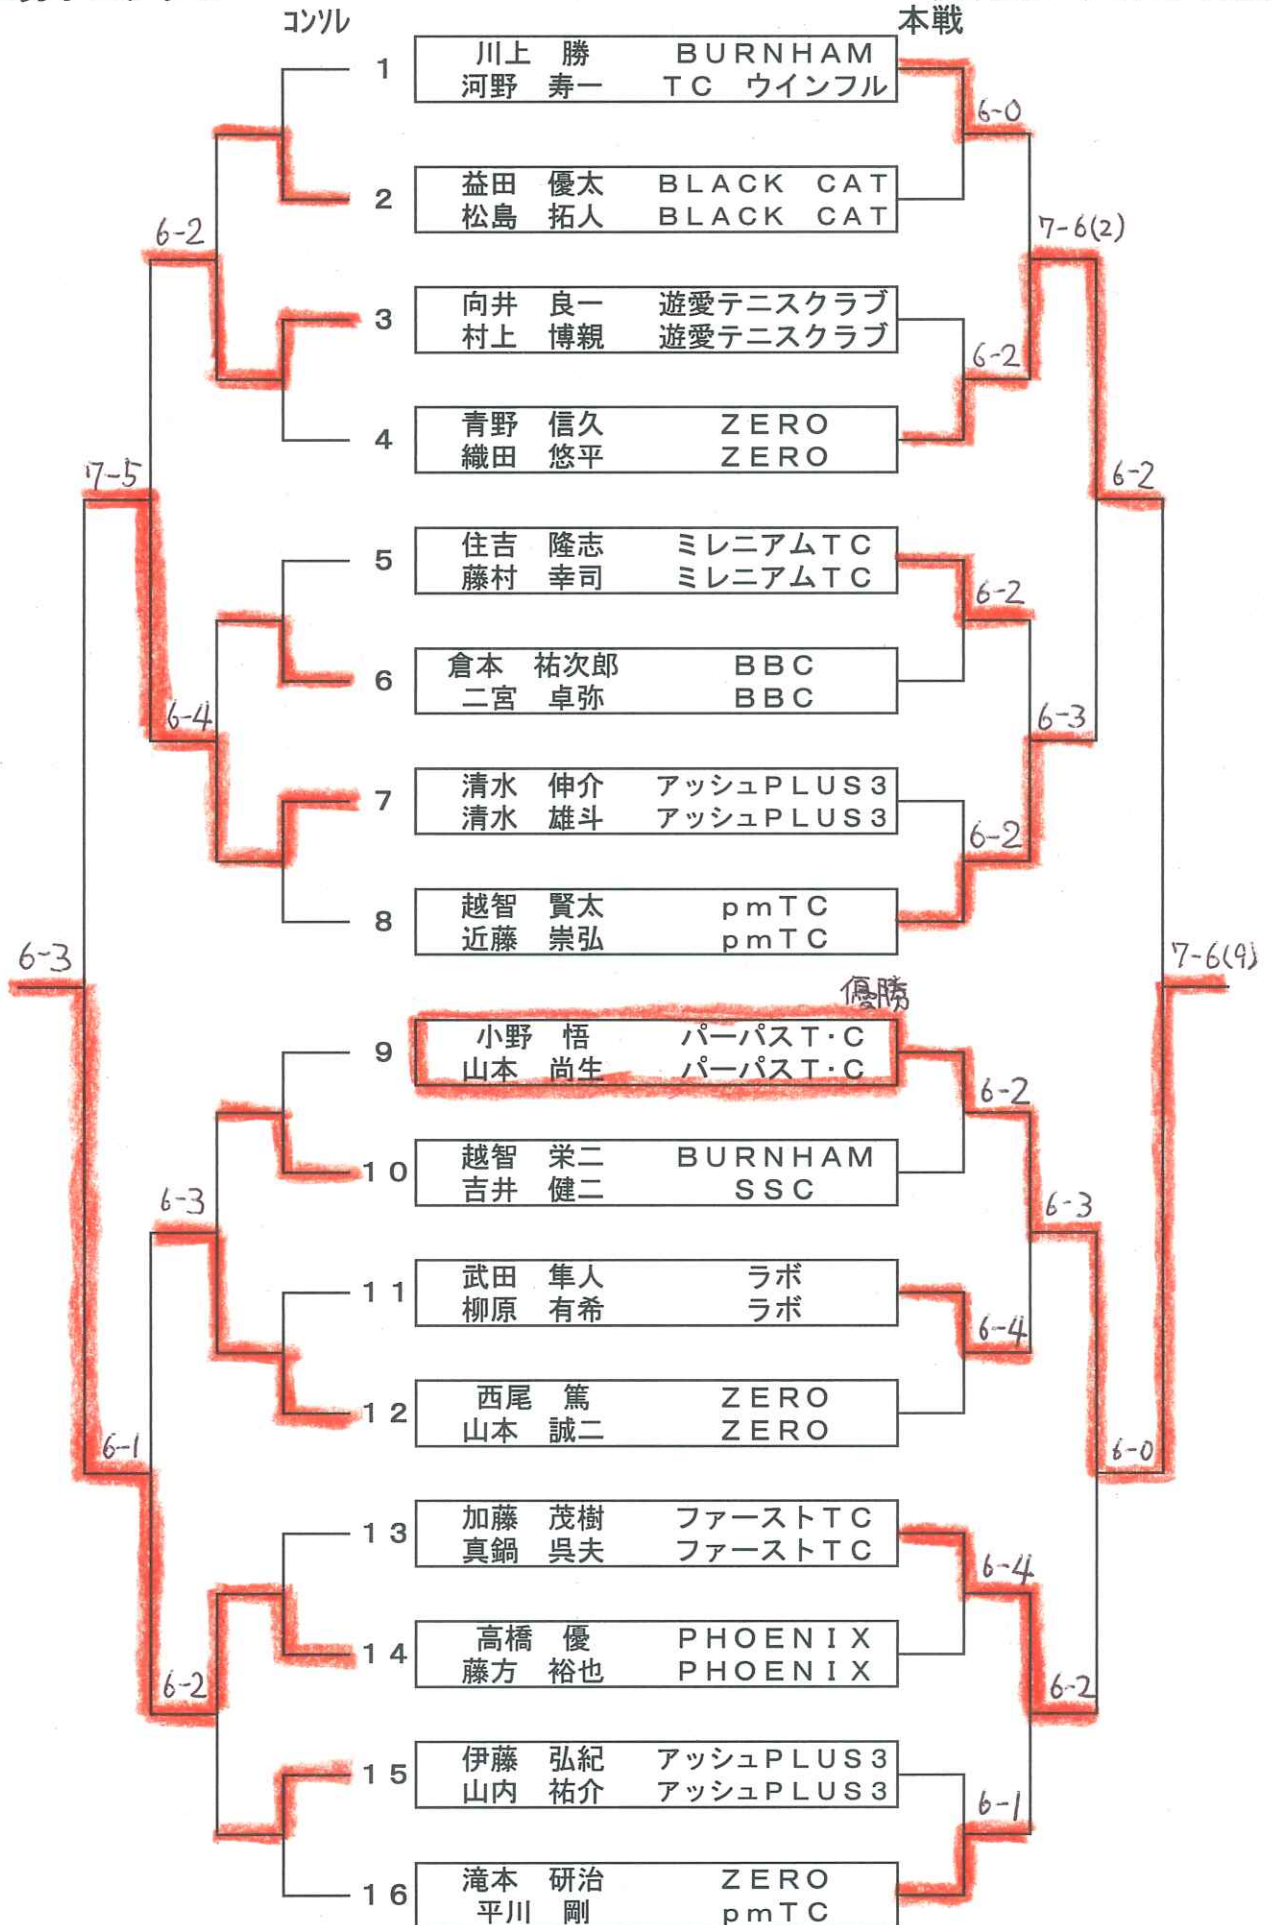 コンソレ 本戦
1 川上 勝 BURNHAM
河野 寿一 TC ウインフル
6-0
2 益田 優太 BLACK CAT
松島 拓人 BLACK CAT
6-2 7-6(2)
3 向井 良一 遊愛テニスクラブ
村上 博親 遊愛テニスクラブ
6-2
4 青野 信久 ZERO
織田 悠平 ZERO
7-5 6-2
5 住吉 隆志 ミレニアムTC
藤村 幸司 ミレニアムTC
6-2
6 倉本 祐次郎 BBC
二宮 卓弥 BBC
6-4 6-3
7 清水 伸介 アッシュPLUS3
清水 雄斗 アッシュPLUS3
6-2
8 越智 賢太 pmTC
近藤 崇弘 pmTC
6-3 7-6(9)
優勝
9 小野 悟 パーパスT・C
山本 尚生 パーパスT・C
6-2
10 越智 栄二 BURNHAM
吉井 健二 SSC
6-3 6-3
11 武田 隼人 ラボ
柳原 有希 ラボ
6-4
12 西尾 篤 ZERO
山本 誠二 ZERO
6-1 6-0
13 加藤 茂樹 ファーストTC
真鍋 呉夫 ファーストTC
6-4
14 高橋 優 PHOENIX
藤方 裕也 PHOENIX
6-2 6-2
15 伊藤 弘紀 アッシュPLUS3
山内 祐介 アッシュPLUS3
6-1
16 滝本 研治 ZERO
平川 剛 pmTC